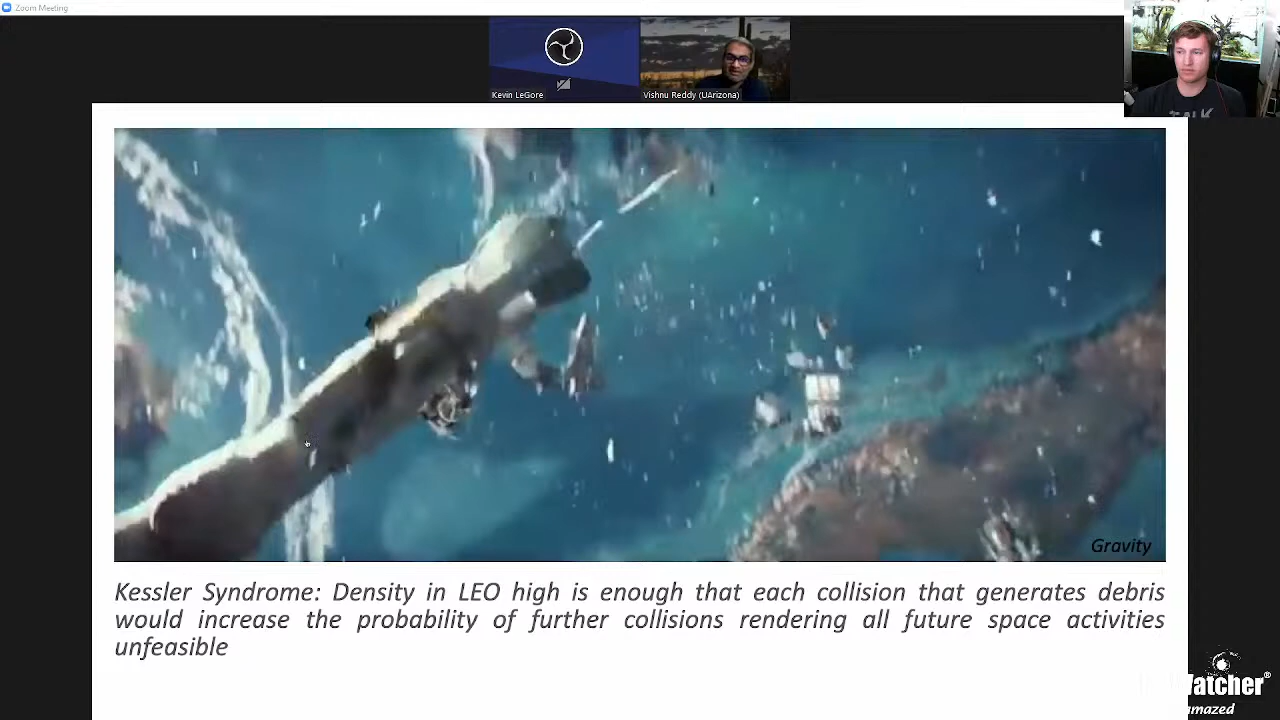 Zoom Meeting
Kevin LeGore
Vishnu Reddy (UArizona)
TALK
Gravity
Kessler Syndrome: Density in LEO high is enough that each collision that generates debris
would increase the probability of further collisions rendering all future space activities
unfeasible
amazed